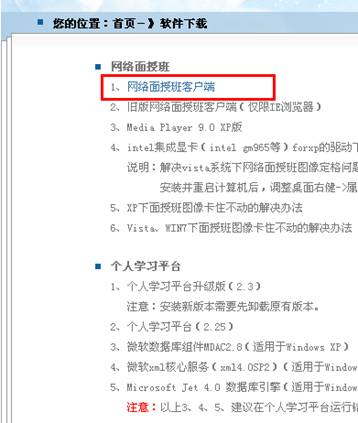 您的位置：首页－》软件下载
网络面授班
1、网络面授班客户端
2、旧版网络面授班客户端（仅限IE浏览器）
3、Media Player 9.0 XP版
4、intel集成显卡（intel gm965等）forxp的驱动下
说明：解决vista系统下网络面授班图像定格问题
安装并重启计算机后，调整桌面右健->属
5、XP下面授班图像卡住不动的解决办法
6、Vista、WIN7下面授班图像卡住不动的解决办法
个人学习平台
1、个人学习平台升级版（2.3）
注意：安装新版本需要先卸载原有版本。
2、个人学习平台（2.25）
3、微软数据库组件MDAC2.8（适用于Windows XP）
4、微软xml核心服务（xml4.0SP2）（适用于Window
5、Microsoft Jet 4.0 数据库引擎（适用于Window
注意：以上3、4、5、建议在个人学习平台运行错